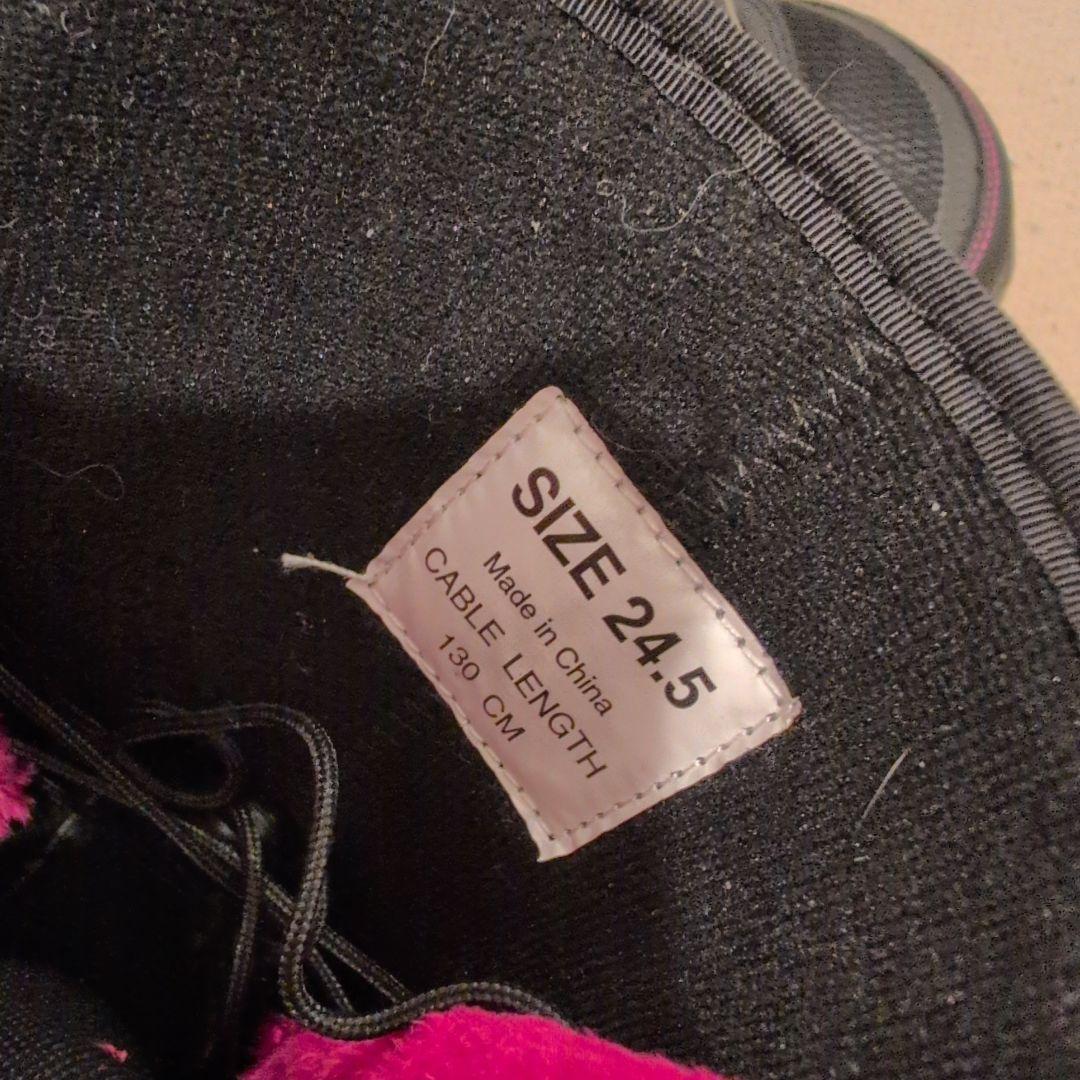 SIZE 24.5
Made in China
CABLE LENGTH
130 CM